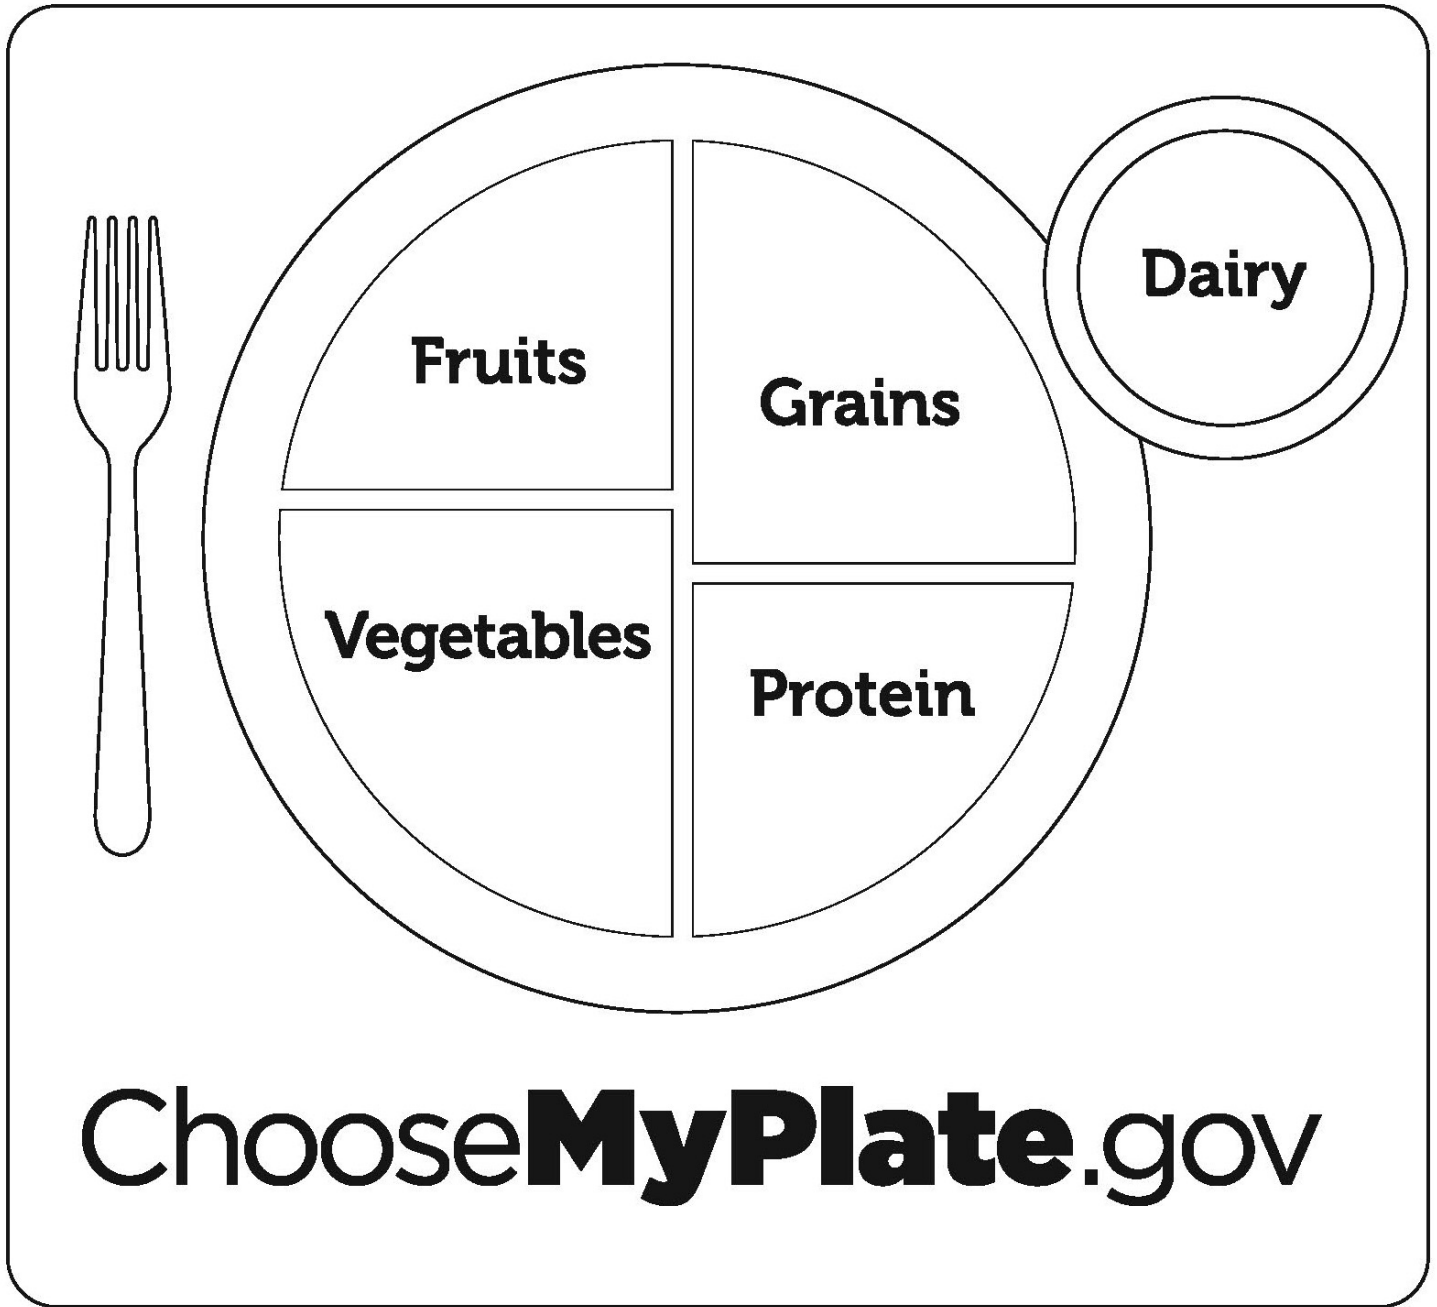 Dairy
Fruits
Grains
Vegetables
Protein
ChooseMyPlate.gov